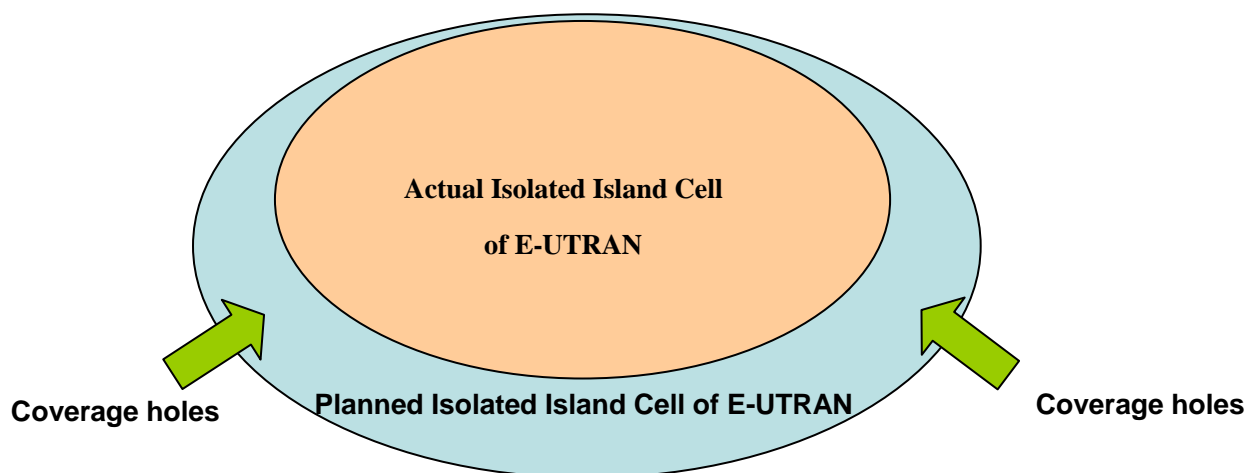 Actual Isolated Island Cell
of E-UTRAN
Coverage holes
Planned Isolated Island Cell of E-UTRAN
Coverage holes